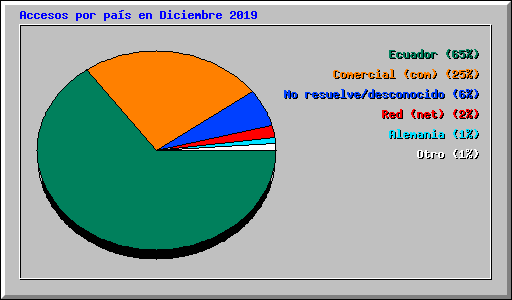 Accesos por país en Diciembre 2019
Ecuador (65%)
Comercial (com) (25%)
No resuelve/desconocido (6%)
Red (net) (2%)
Alemania (1%)
Otro (1%)